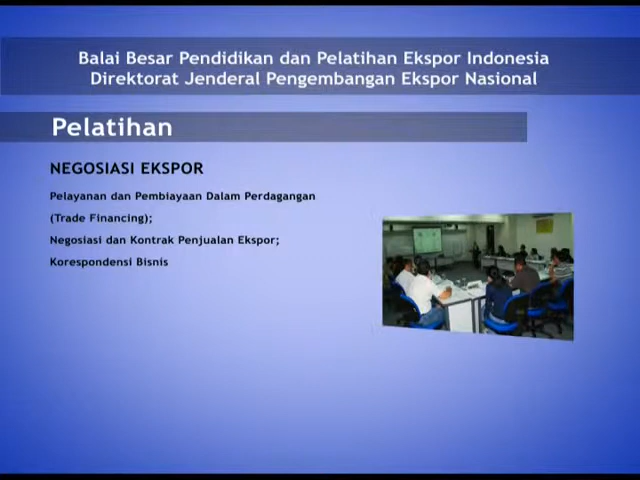 Balai Besar Pendidikan dan Pelatihan Ekspor Indonesia
Direktorat Jenderal Pengembangan Ekspor Nasional
Pelatihan
NEGOSIASI EKSPOR
Pelayanan dan Pembiayaan Dalam Perdagangan
(Trade Financing);
Negosiasi dan Kontrak Penjualan Ekspor;
Korespondensi Bisnis